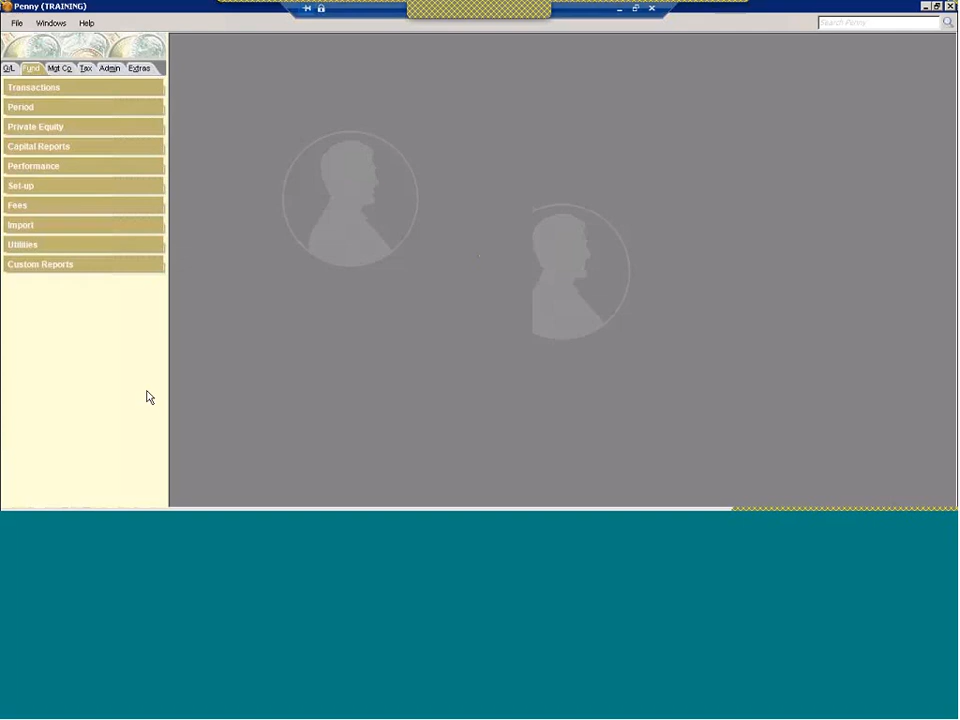 Penny (TRAINING)
File Windows Help Search Penny
G/L Fund Mgt Co Tax Admin Extras
Transactions
Period
Private Equity
Capital Reports
Performance
Set-up
Fees
Import
Utilities
Custom Reports